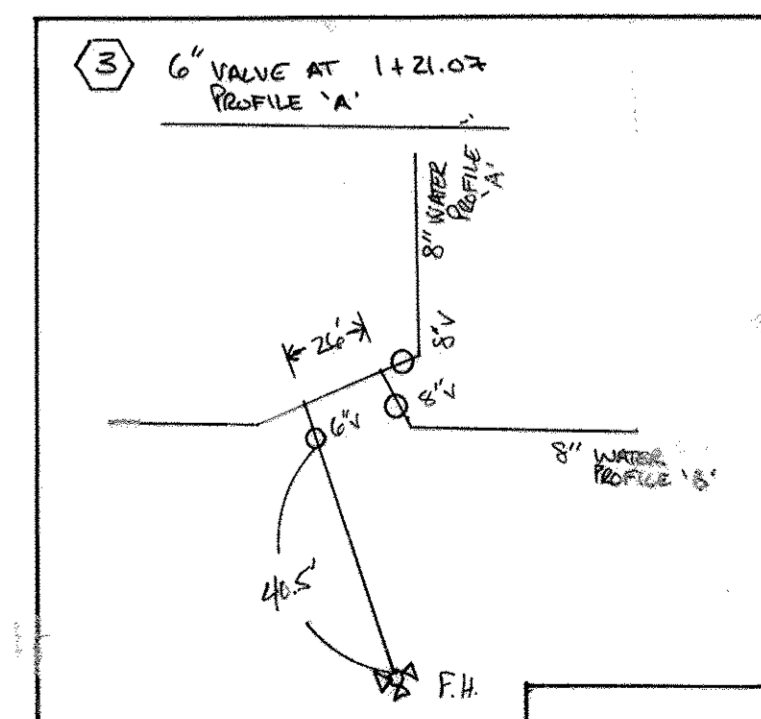 3
6" VALVE AT 1+21.07
PROFILE 'A'
8" WATER
PROFILE
'A'
26'
8"V
8"V
6"V
8" WATER
PROFILE 'B'
40.5'
F.H.